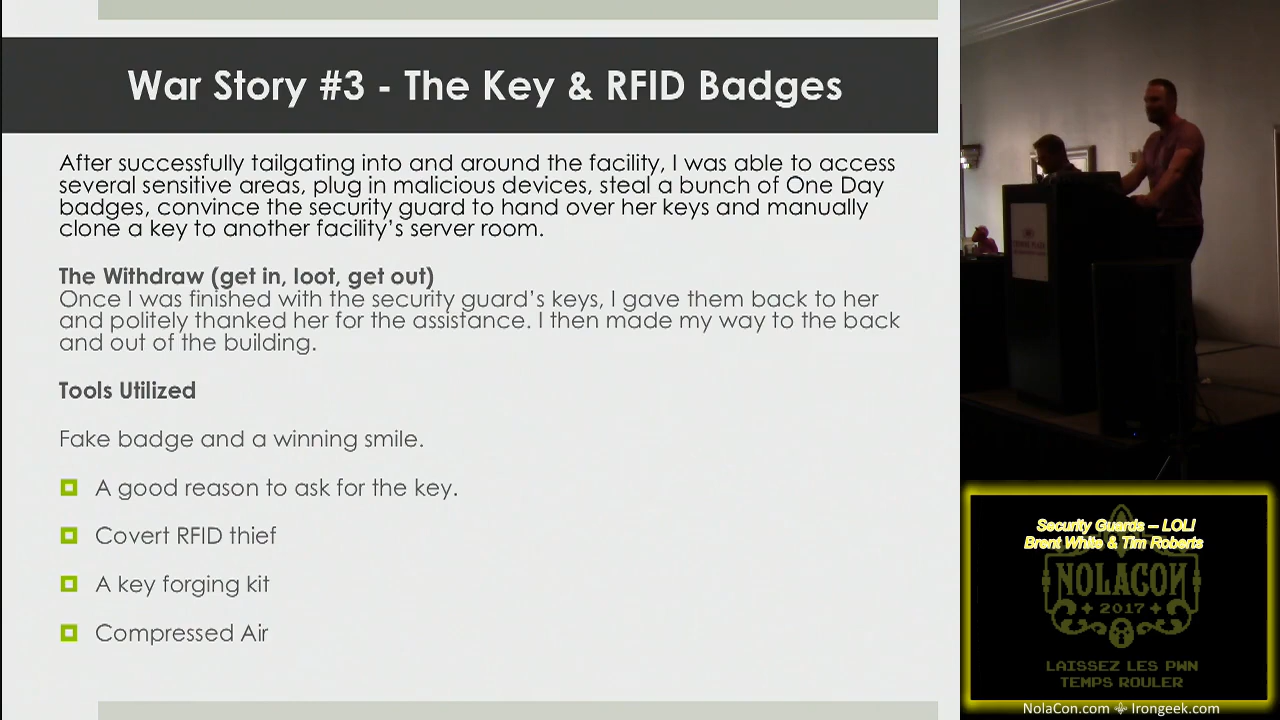 War Story #3 - The Key & RFID Badges
After successfully tailgating into and around the facility, I was able to access
several sensitive areas, plug in malicious devices, steal a bunch of One Day
badges, convince the security guard to hand over her keys and manually
clone a key to another facility's server room.
The Withdraw (get in, loot, get out)
Once I was finished with the security guard's keys, I gave them back to her
and politely thanked her for the assistance. I then made my way to the back
and out of the building.
Tools Utilized
Fake badge and a winning smile.
A good reason to ask for the key.
Covert RFID thief
A key forging kit
Compressed Air
Security Guards -- LOL!
Brent White & Tim Roberts
NOLACON
2017
LAISSEZ LES PWN
TEMPS ROULER
NolaCon.com Irongeek.com